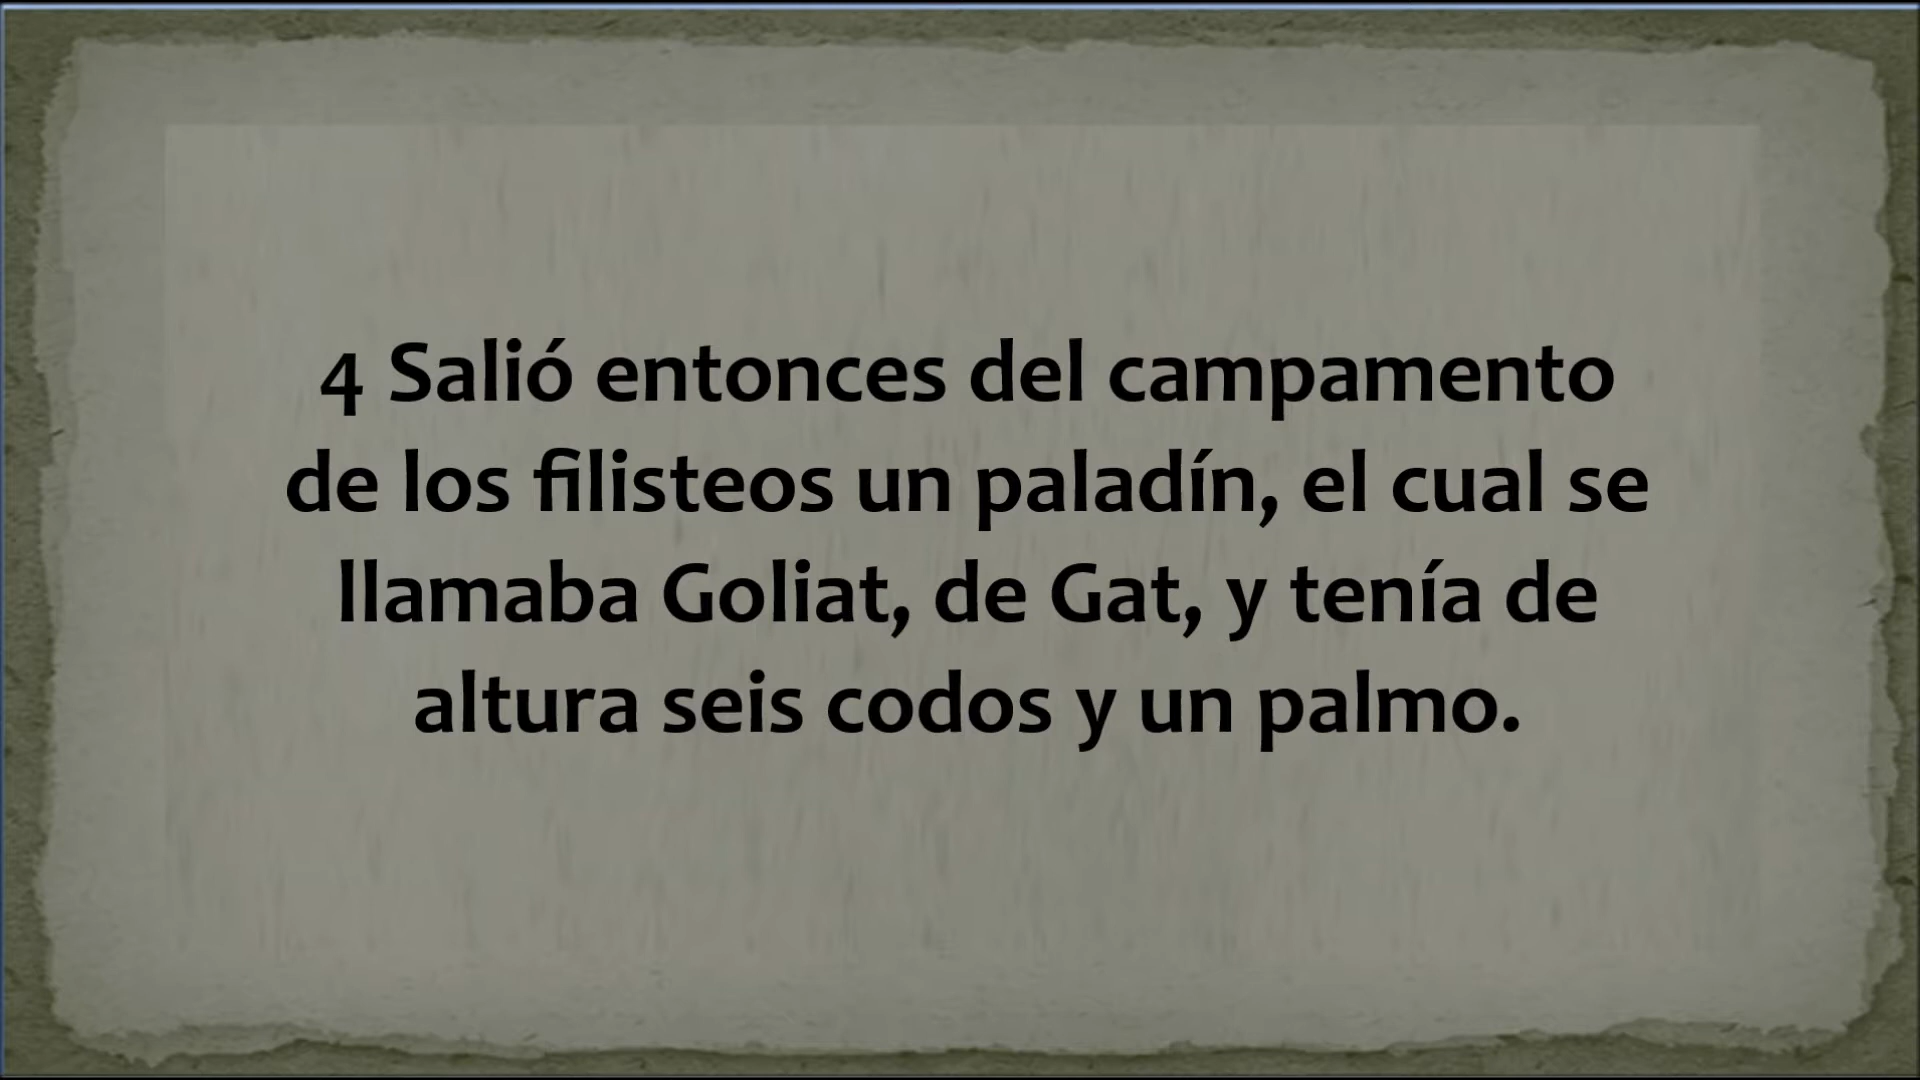 4 Salió entonces del campamento
de los filisteos un paladín, el cual se
llamaba Goliat, de Gat, y tenía de
altura seis codos y un palmo.